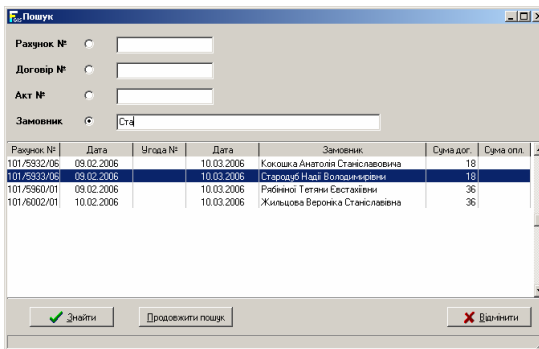 Пошук
Рахунок №
Договір №
Акт №
Замовник Ста
Рахунок № Дата Угода № Дата Замовник Сума дог. Сума опл.
101/5932/06 09.02.2006 10.03.2006 Кокошка Анатолія Станіславовича 18
101/5933/06 09.02.2006 10.03.2006 Стародуб Надії Володимирівни 18
101/5960/01 09.02.2006 10.03.2006 Рябініної Тетяни Євстахіївни 36
101/6002/01 10.02.2006 10.03.2006 Жильцова Вероніка Станіславівна 36
Знайти Продовжити пошук Відмінити